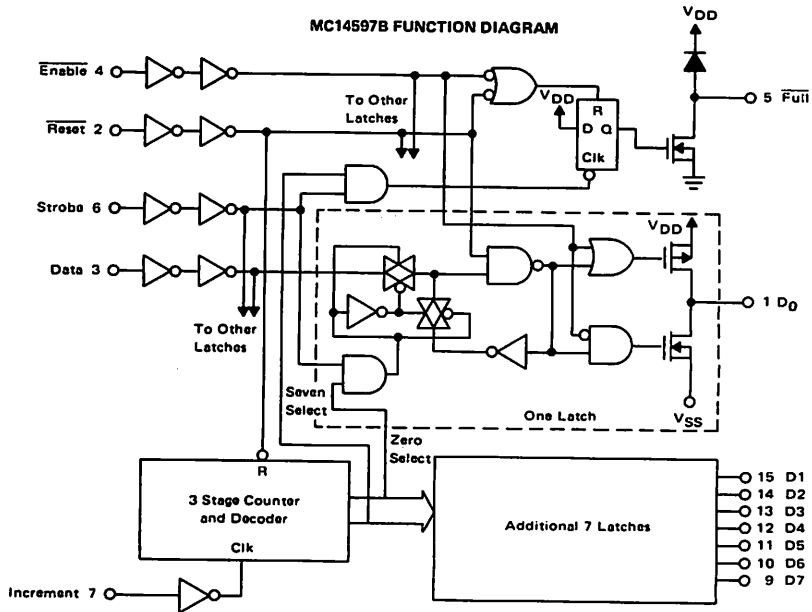 MC14597B FUNCTION DIAGRAM
VDD
Enable 4
5 Full
To Other
Latches
VDD
R
D Q
Clk
Reset 2
Strobe 6
VDD
Data 3
1 D0
To Other
Latches
Seven
Select
One Latch
VSS
Zero
Select
R
3 Stage Counter
and Decoder
Clk
Additional 7 Latches
15 D1
14 D2
13 D3
12 D4
11 D5
10 D6
9 D7
Increment 7